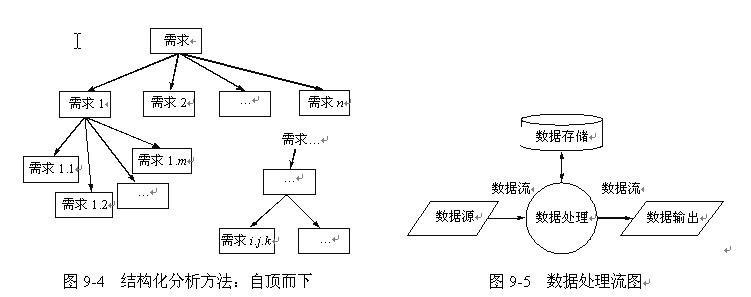 需求
需求 1
需求 2
…
需求 n
需求 1.1
需求 1.2
…
需求 1.m
需求…
…
需求 i.j.k
…
图 9-4 结构化分析方法：自顶而下
数据存储
数据流
数据流
数据源
数据处理
数据输出
图 9-5 数据处理流图